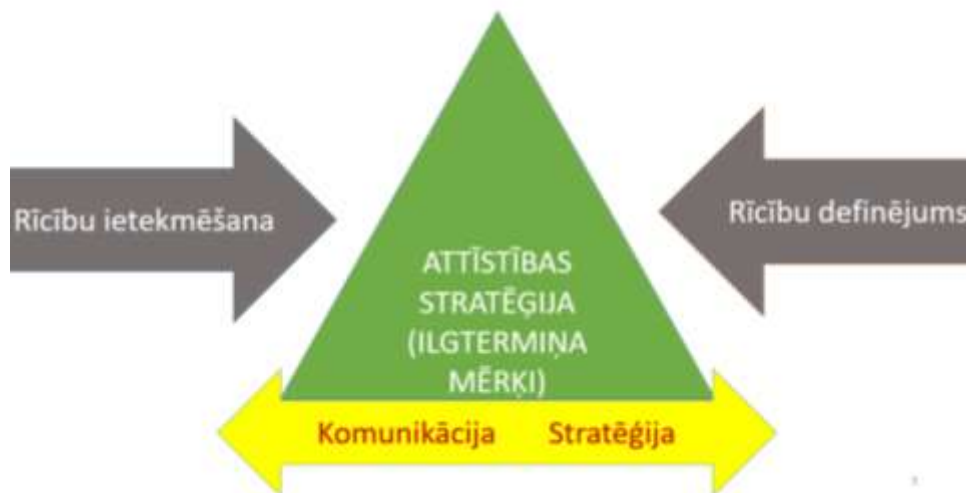 Rīcību ietekmēšana
Rīcību definējums
ATTĪSTĪBAS
STRATĒĢIJA
(ILGTERMIŅA
MĒRĶI)
Komunikācija Stratēģija